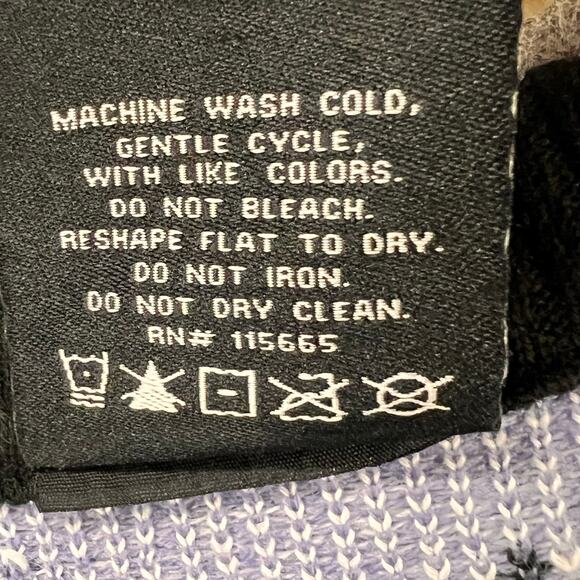 MACHINE WASH COLD,
GENTLE CYCLE,
WITH LIKE COLORS.
DO NOT BLEACH.
RESHAPE FLAT TO DRY.
DO NOT IRON.
DO NOT DRY CLEAN.
RN# 115665